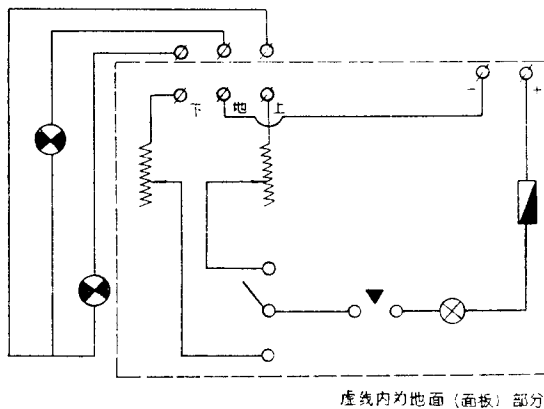 - +
下 地 上
虚线内为地面（面板）部分